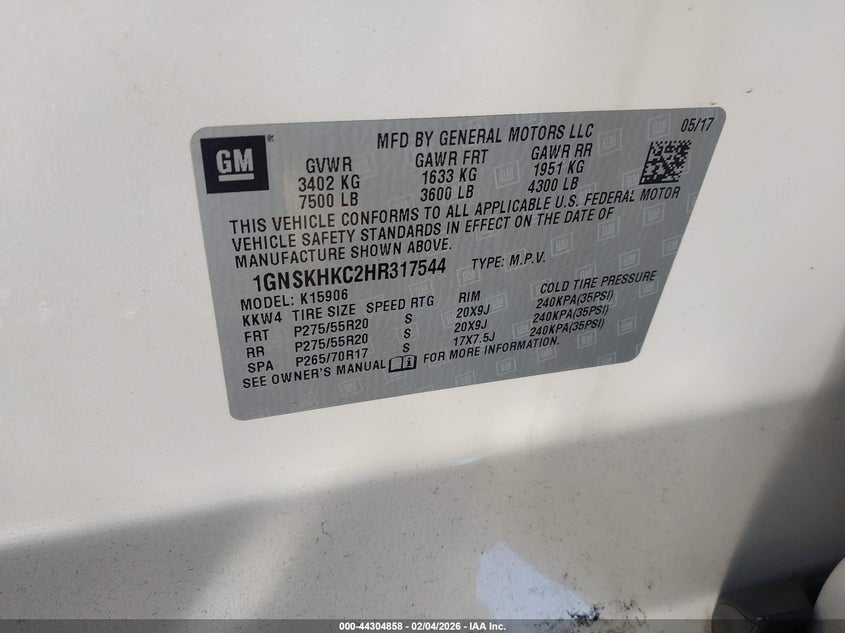 MFD BY GENERAL MOTORS LLC 05/17
GM®
GVWR GAWR FRT GAWR RR
3402 KG 1633 KG 1951 KG
7500 LB 3600 LB 4300 LB
THIS VEHICLE CONFORMS TO ALL APPLICABLE U.S. FEDERAL MOTOR
VEHICLE SAFETY STANDARDS IN EFFECT ON THE DATE OF
MANUFACTURE SHOWN ABOVE.
1GNSKHKC2HR317544 TYPE: M.P.V.
MODEL: K15906
KKW4 TIRE SIZE SPEED RTG RIM COLD TIRE PRESSURE
FRT P275/55R20 S 20X9J 240KPA(35PSI)
RR P275/55R20 S 20X9J 240KPA(35PSI)
SPA P265/70R17 S 17X7.5J 240KPA(35PSI)
SEE OWNER'S MANUAL FOR MORE INFORMATION.
000-44304858 - 02/04/2026 - IAA Inc.